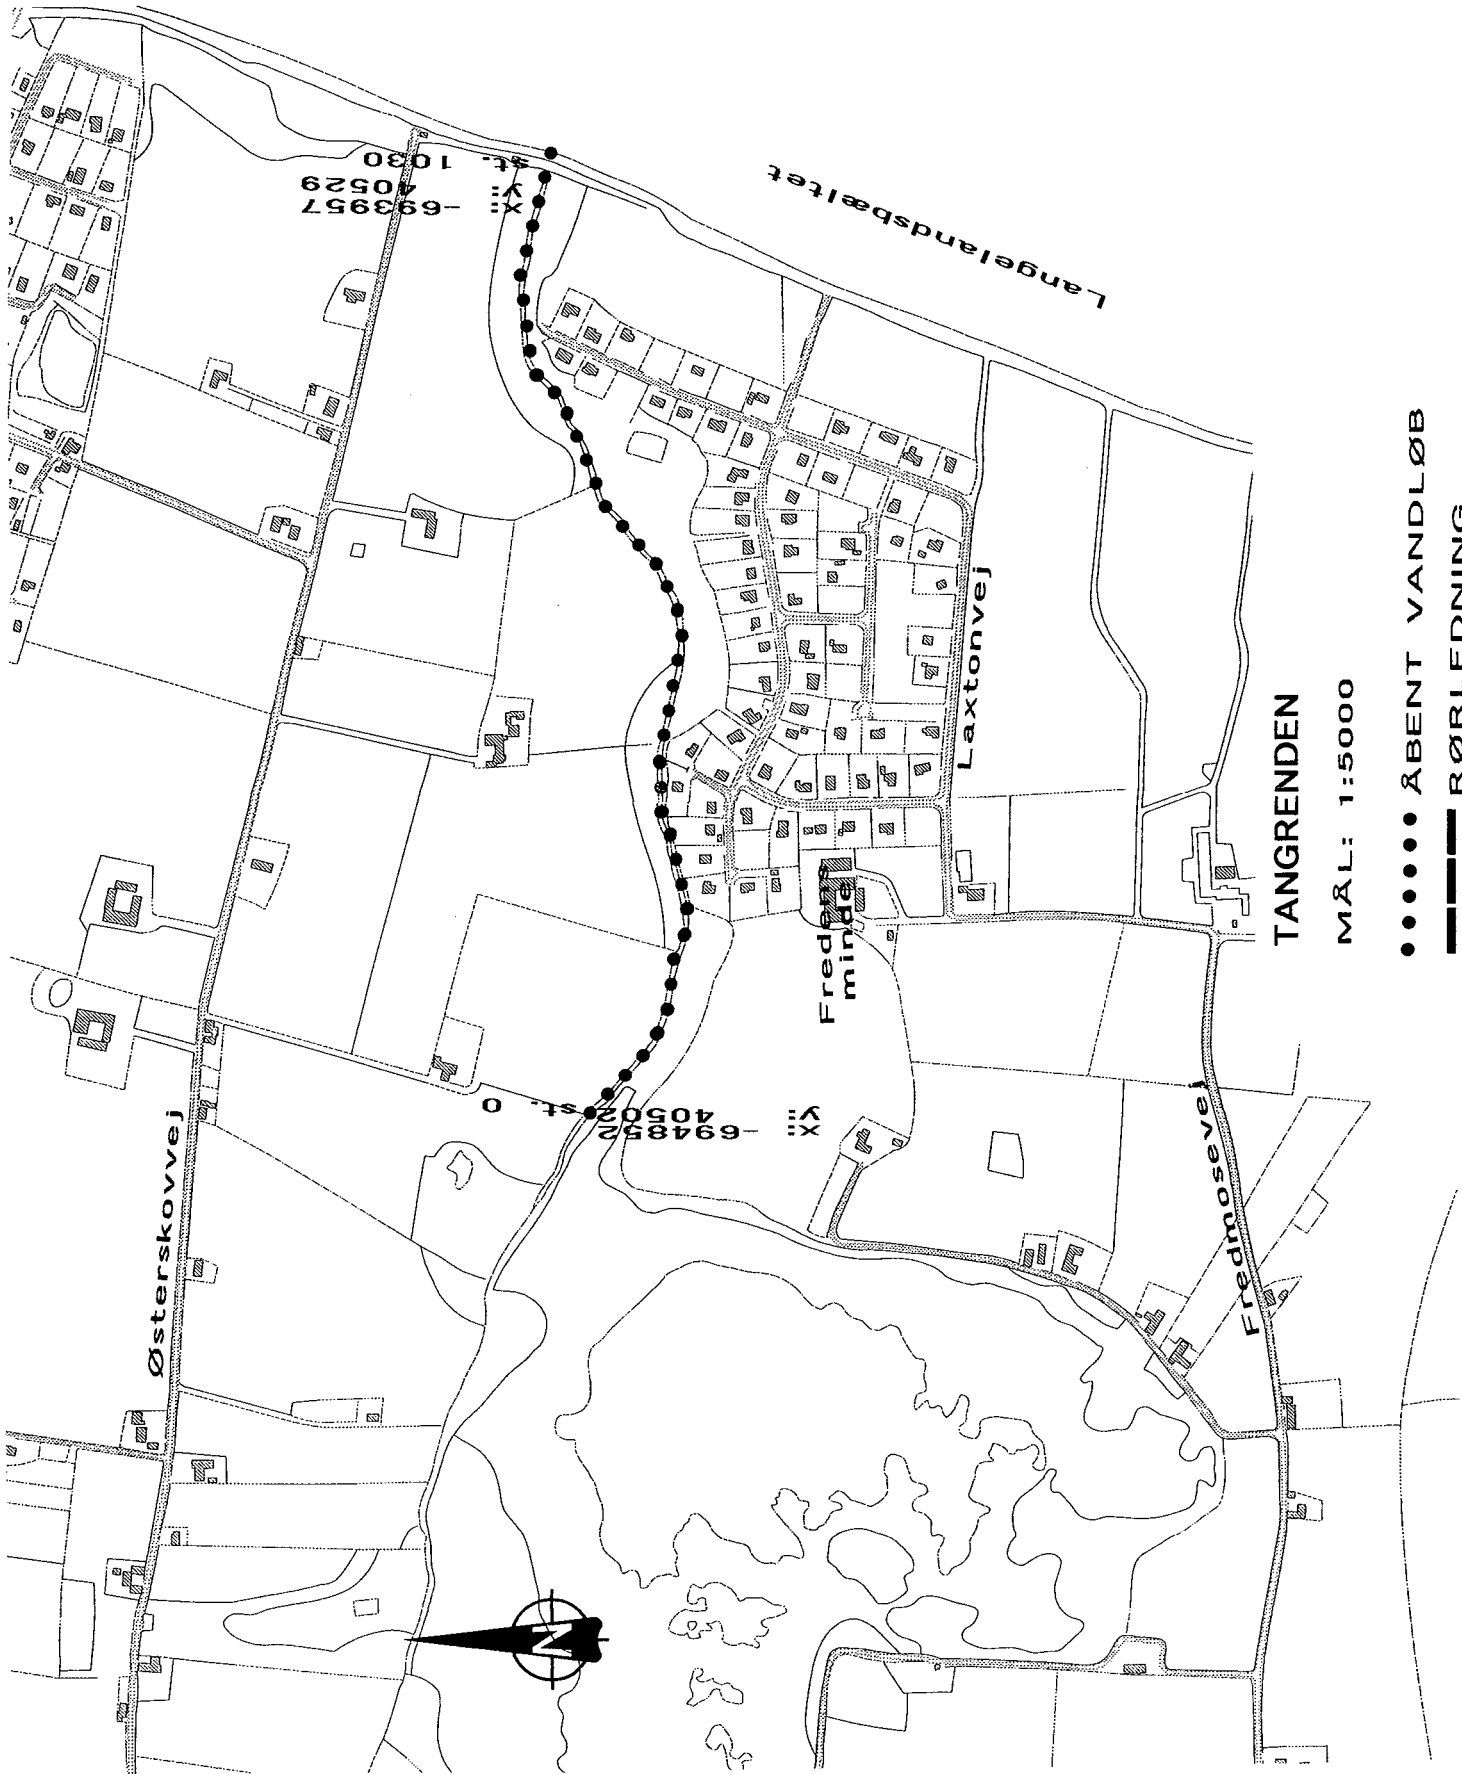 st. 1030
y: 40529
x: -693957
Langelandsbæltet
Laxtonvej
Fredens
minde
st. 0
y: 40502
x: -694852
Østerskovvej
Fredmosevej
N
TANGRENDEN
MÅL: 1:5000
ÅBENT VANDLØB
RØRLEDNING